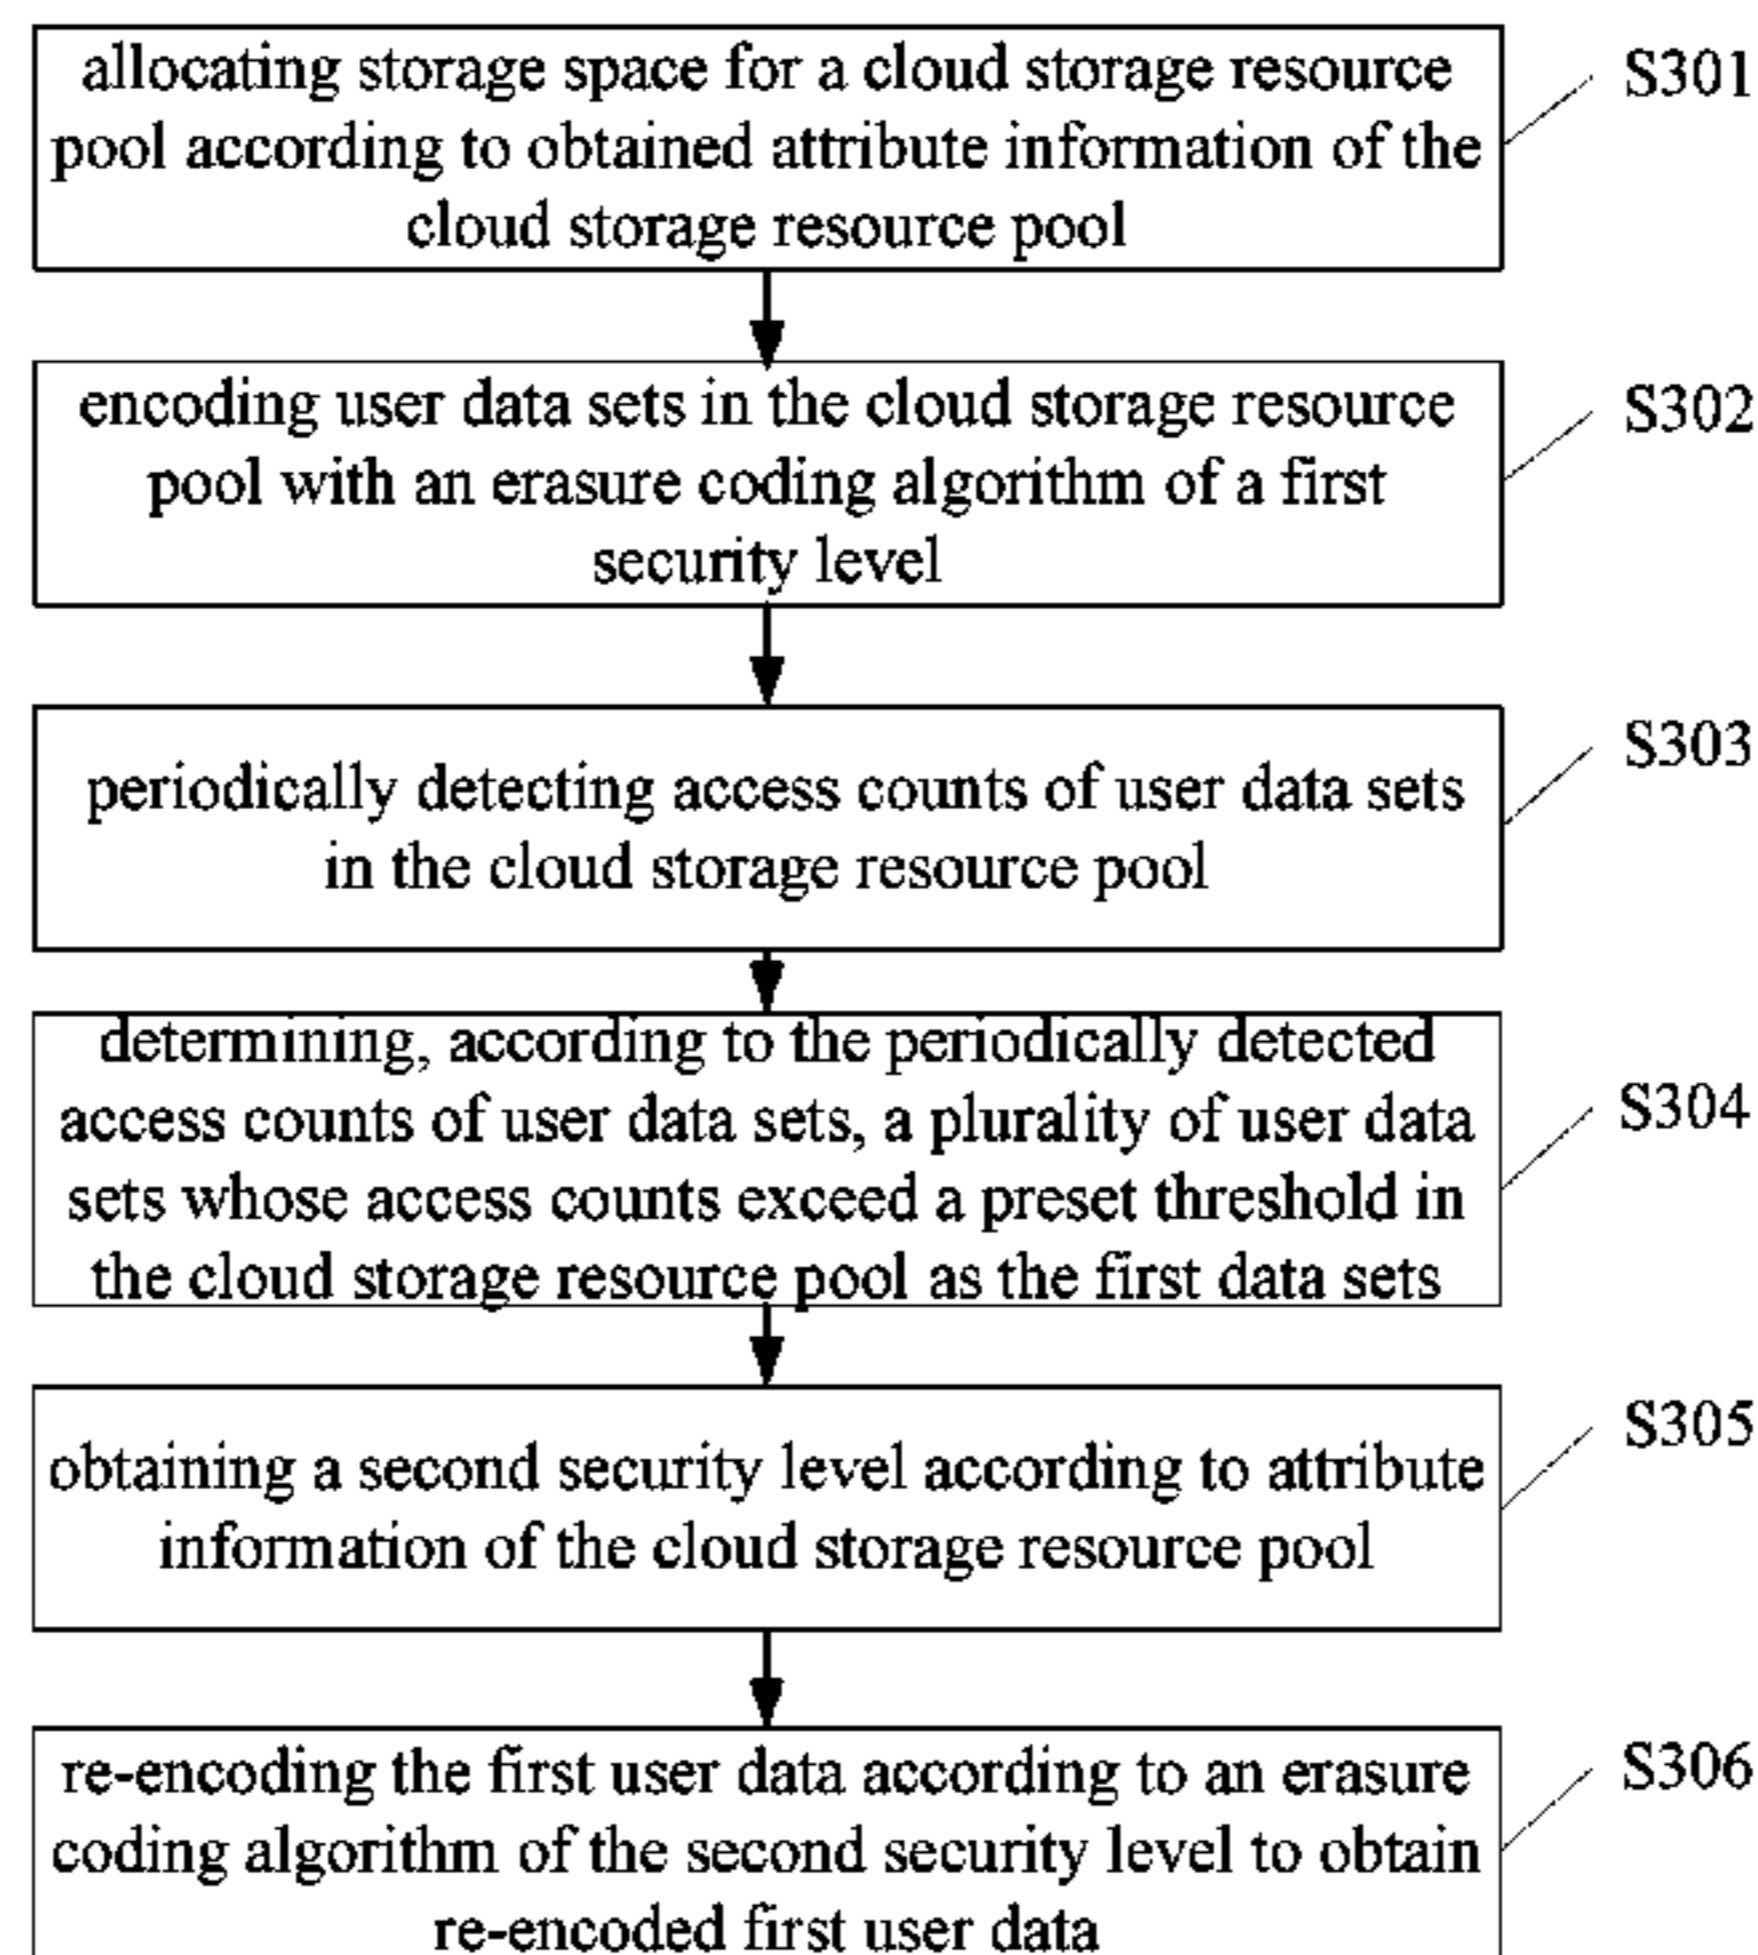 allocating storage space for a cloud storage resource
pool according to obtained attribute information of the
cloud storage resource pool
S301
encoding user data sets in the cloud storage resource
pool with an erasure coding algorithm of a first
security level
S302
periodically detecting access counts of user data sets
in the cloud storage resource pool
S303
determining, according to the periodically detected
access counts of user data sets, a plurality of user data
sets whose access counts exceed a preset threshold in
the cloud storage resource pool as the first data sets
S304
obtaining a second security level according to attribute
information of the cloud storage resource pool
S305
re-encoding the first user data according to an erasure
coding algorithm of the second security level to obtain
re-encoded first user data
S306